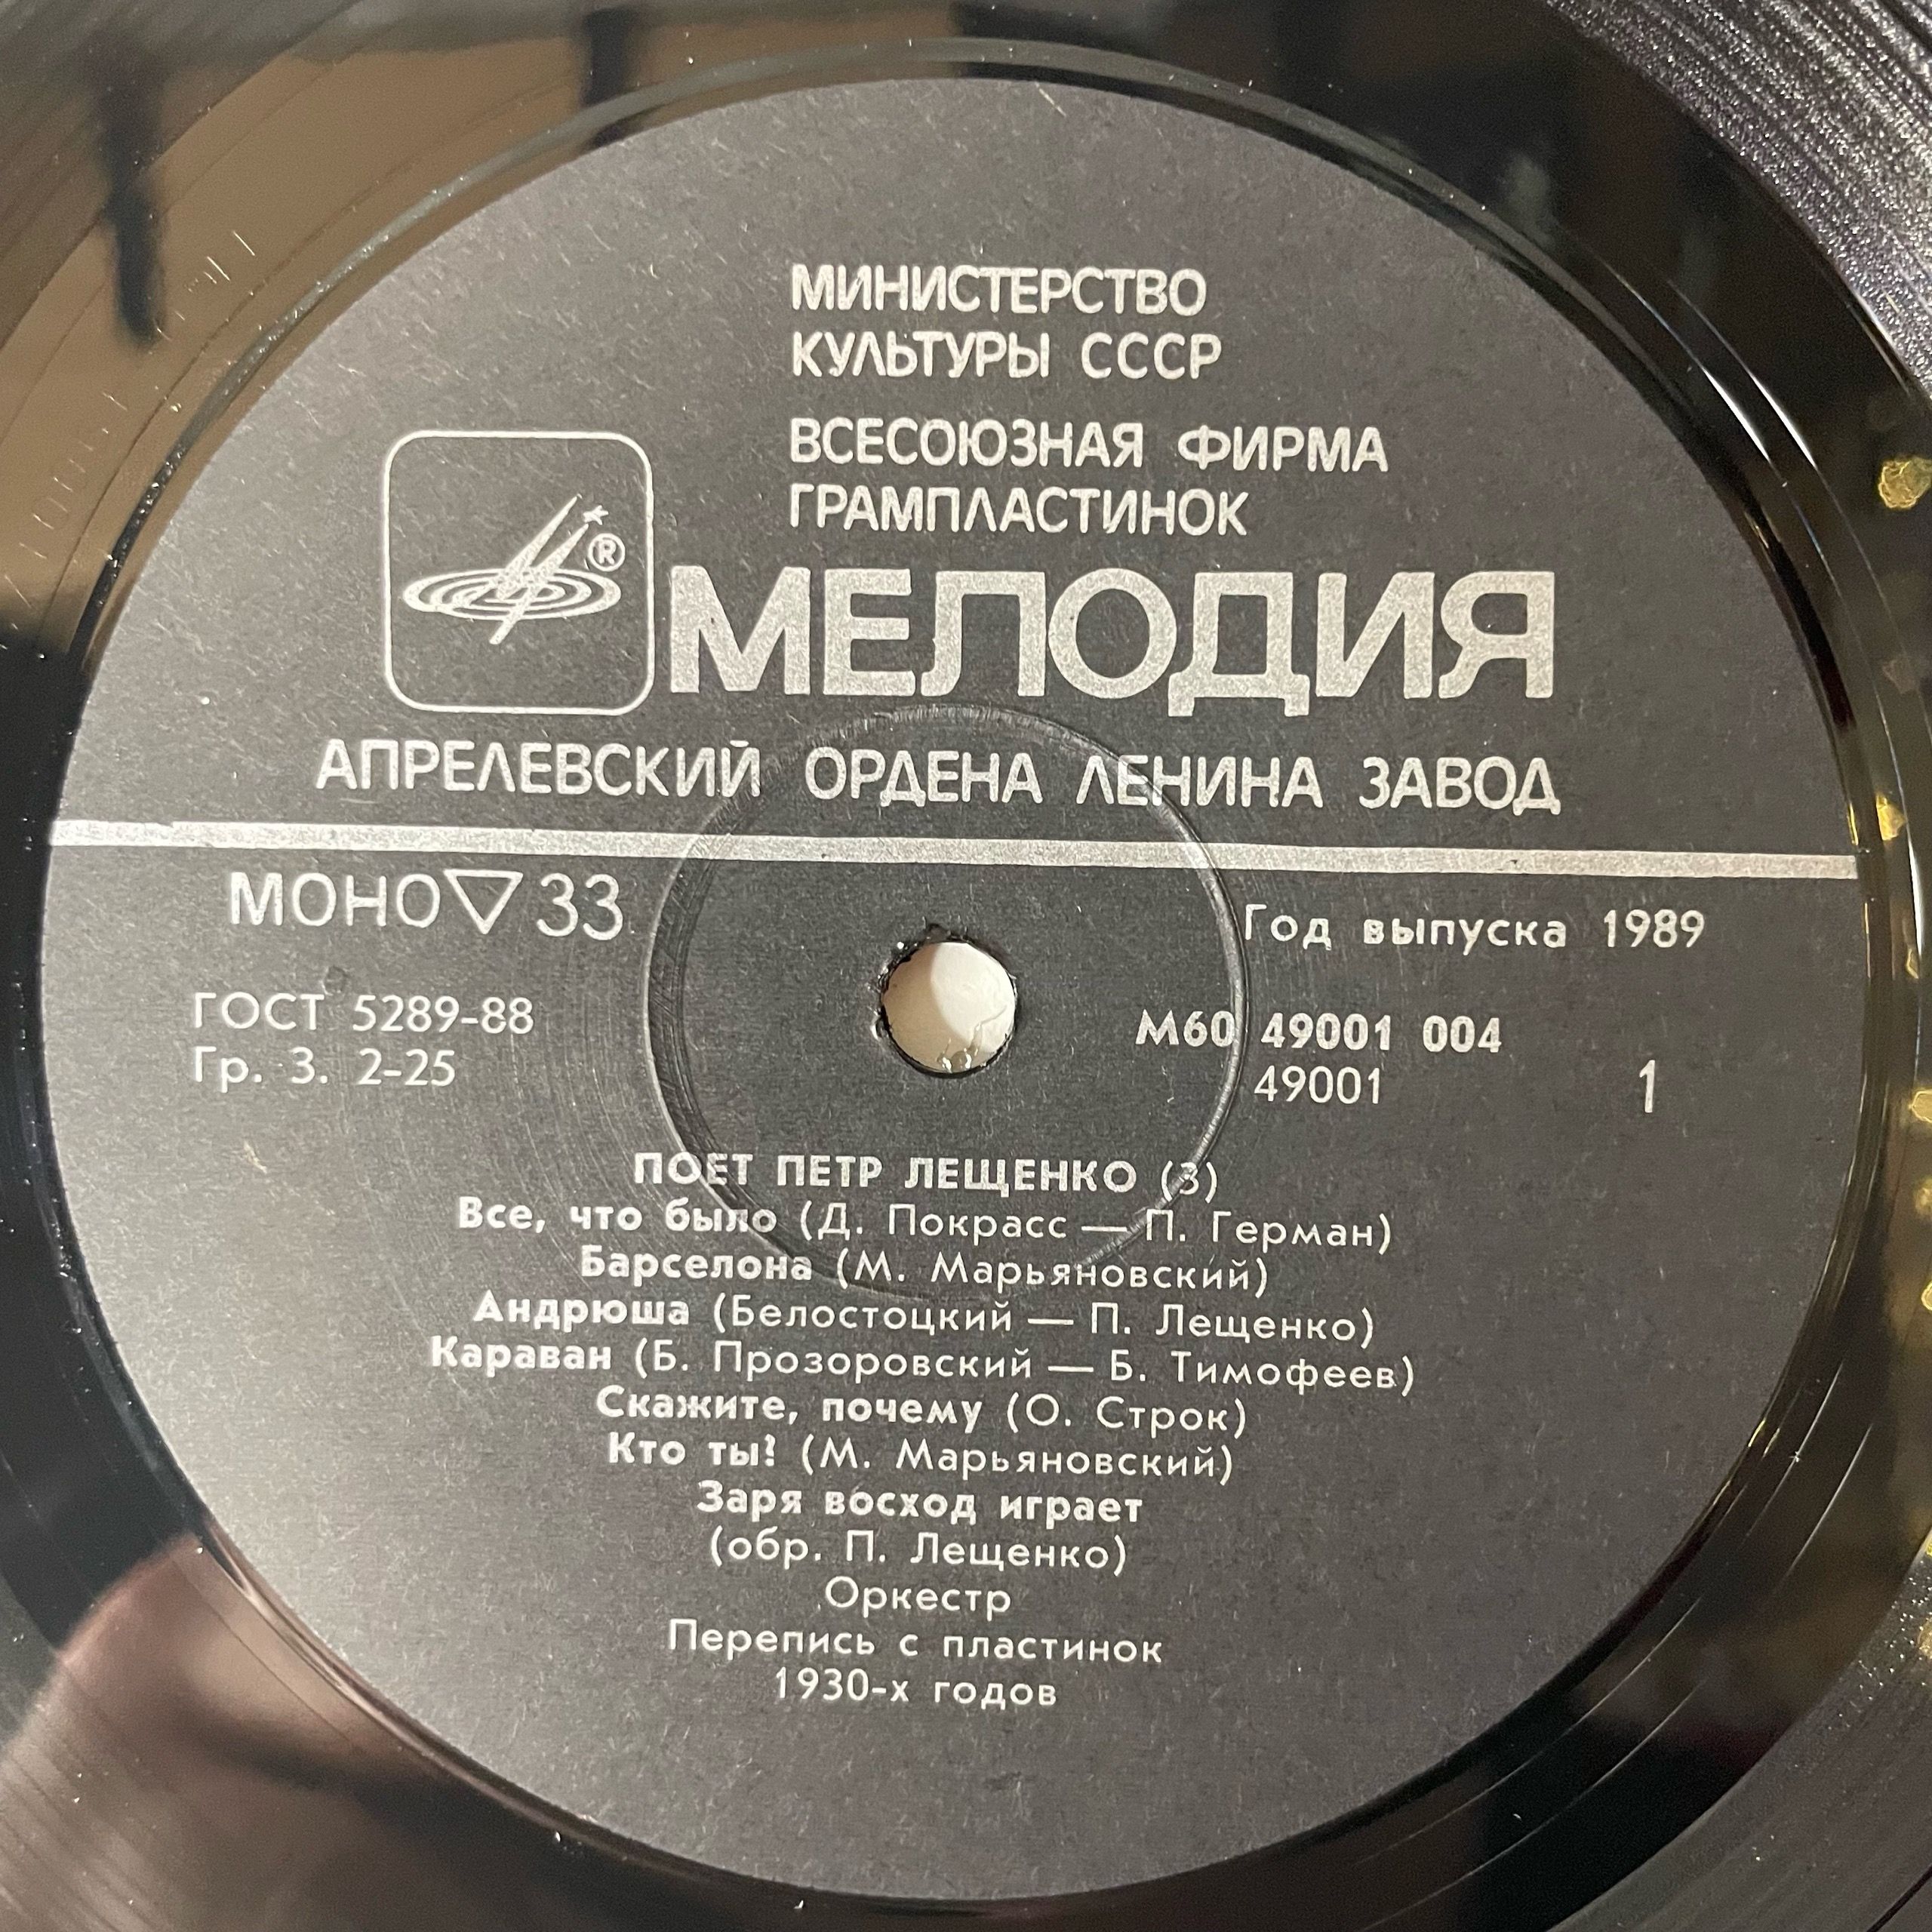 МИНИСТЕРСТВО
КУЛЬТУРЫ СССР
ВСЕСОЮЗНАЯ ФИРМА
ГРАМПЛАСТИНОК
®
МЕЛОДИЯ
АПРЕЛЕВСКИЙ ОРДЕНА ЛЕНИНА ЗАВОД
МОНО 33
Год выпуска 1989
ГОСТ 5289-88
Гр. 3. 2-25
М60 49001 004
49001
1
ПОЕТ ПЕТР ЛЕЩЕНКО (3)
Все, что было (Д. Покрасс — П. Герман)
Барселона (М. Марьяновский)
Андрюша (Белостоцкий — П. Лещенко)
Караван (Б. Прозоровский — Б. Тимофеев)
Скажите, почему (О. Строк)
Кто ты? (М. Марьяновский)
Заря восход играет
(обр. П. Лещенко)
Оркестр
Перепись с пластинок
1930-х годов